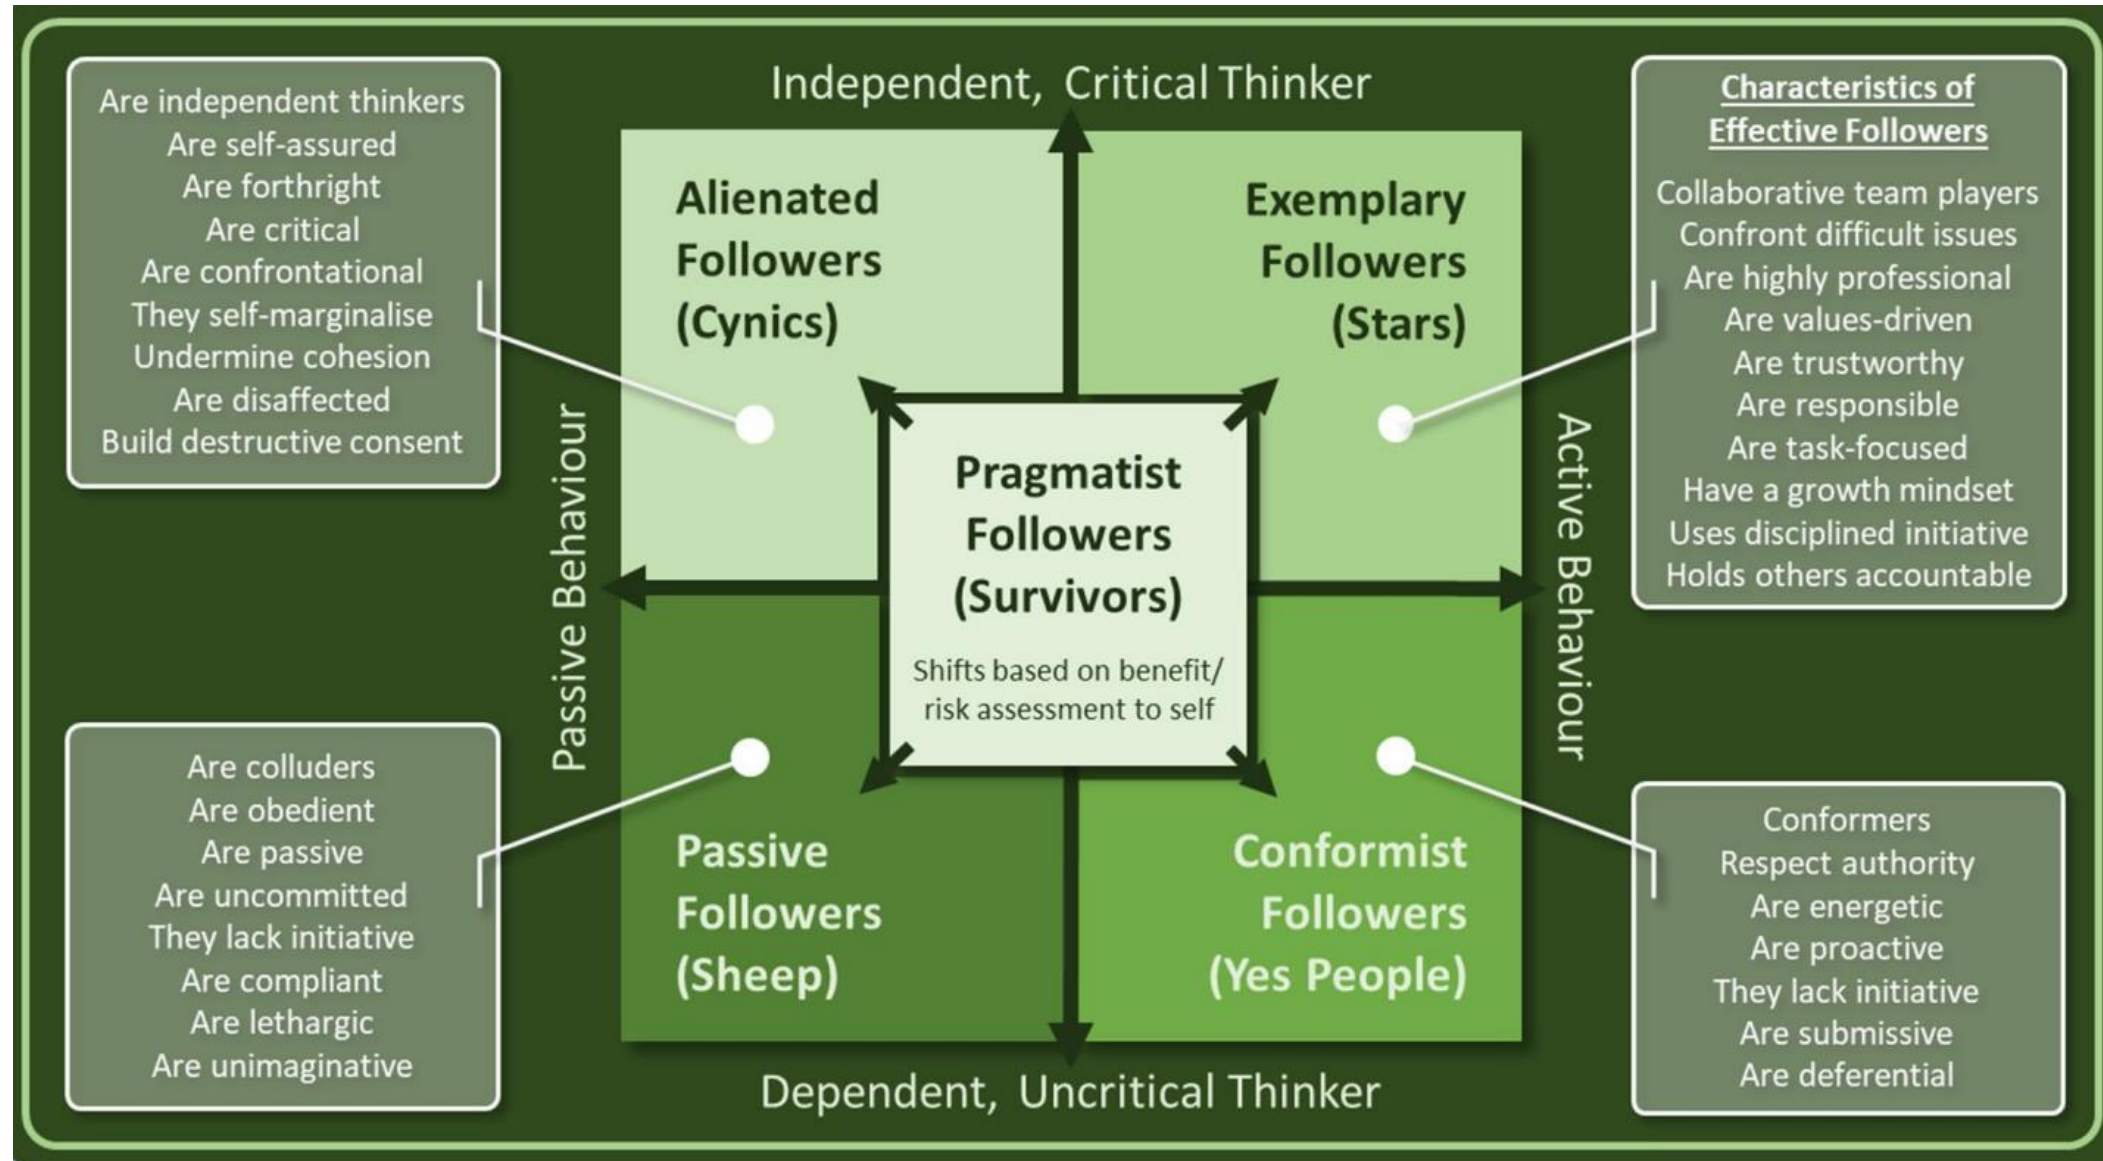 Independent, Critical Thinker
Are independent thinkers
Are self-assured
Are forthright
Are critical
Are confrontational
They self-marginalise
Undermine cohesion
Are disaffected
Build destructive consent
Alienated
Followers
(Cynics)
Exemplary
Followers
(Stars)
Characteristics of
Effective Followers
Collaborative team players
Confront difficult issues
Are highly professional
Are values-driven
Are trustworthy
Are responsible
Are task-focused
Have a growth mindset
Uses disciplined initiative
Holds others accountable
Passive Behaviour
Pragmatist
Followers
(Survivors)
Shifts based on benefit/
risk assessment to self
Active Behaviour
Are colluders
Are obedient
Are passive
Are uncommitted
They lack initiative
Are compliant
Are lethargic
Are unimaginative
Passive
Followers
(Sheep)
Conformist
Followers
(Yes People)
Conformers
Respect authority
Are energetic
Are proactive
They lack initiative
Are submissive
Are deferential
Dependent, Uncritical Thinker